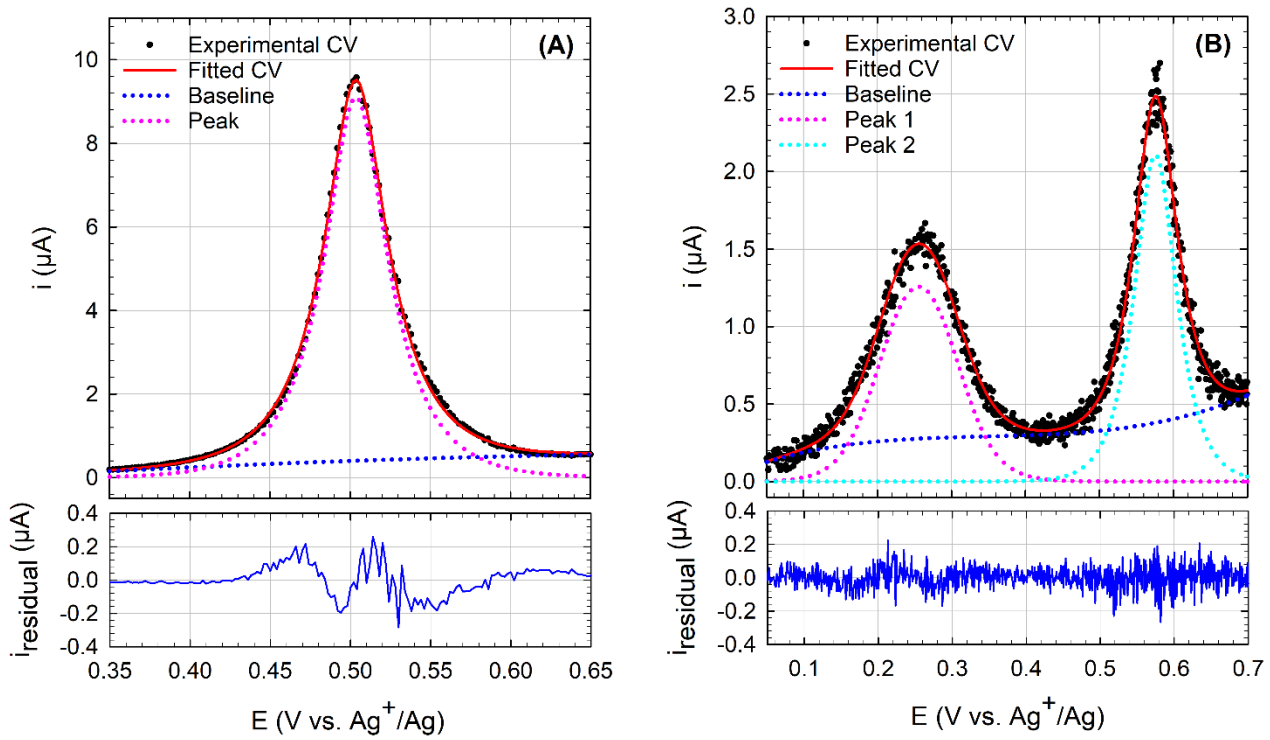 (A)
Experimental CV
Fitted CV
Baseline
Peak
10
8
6
4
2
0
i (µA)
0.4
0.2
0.0
-0.2
-0.4
iresidual (µA)
0.35 0.40 0.45 0.50 0.55 0.60 0.65
E (V vs. Ag+/Ag)
(B)
Experimental CV
Fitted CV
Baseline
Peak 1
Peak 2
3.0
2.5
2.0
1.5
1.0
0.5
0.0
i (µA)
0.4
0.2
0.0
-0.2
-0.4
iresidual (µA)
0.1 0.2 0.3 0.4 0.5 0.6 0.7
E (V vs. Ag+/Ag)